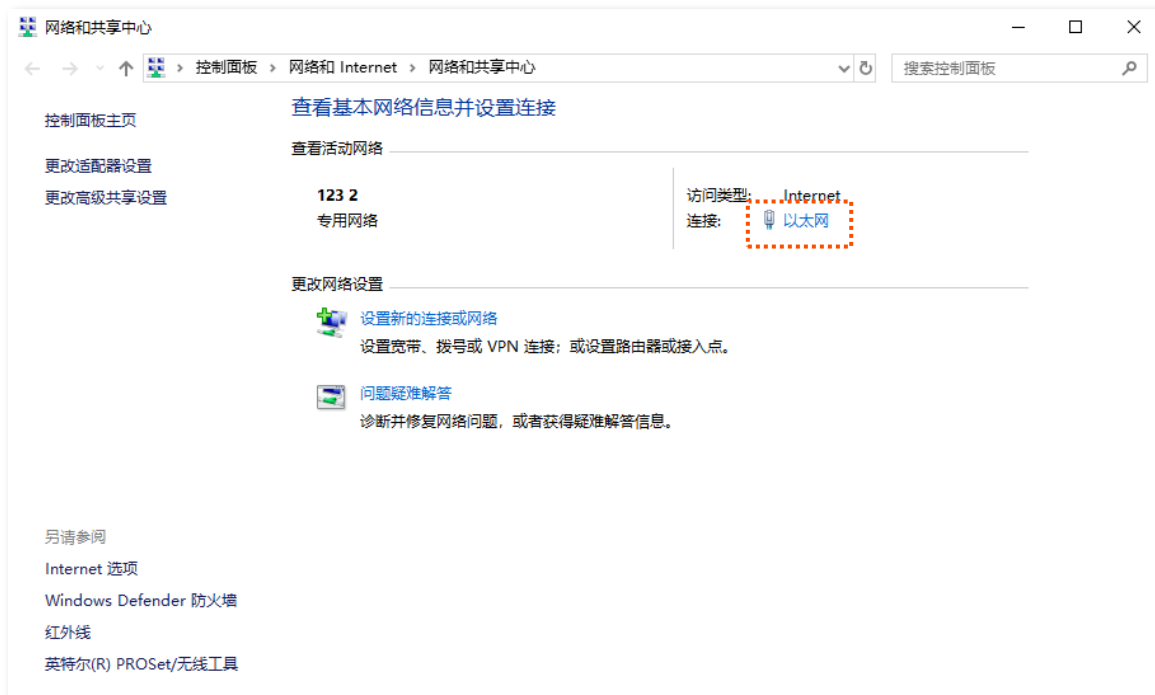 网络和共享中心
控制面板 › 网络和 Internet › 网络和共享中心
搜索控制面板
控制面板主页
更改适配器设置
更改高级共享设置
查看基本网络信息并设置连接
查看活动网络
123 2
专用网络
访问类型: Internet
连接: 以太网
更改网络设置
设置新的连接或网络
设置宽带、拨号或 VPN 连接；或设置路由器或接入点。
问题疑难解答
诊断并修复网络问题，或者获得疑难解答信息。
另请参阅
Internet 选项
Windows Defender 防火墙
红外线
英特尔(R) PROSet/无线工具